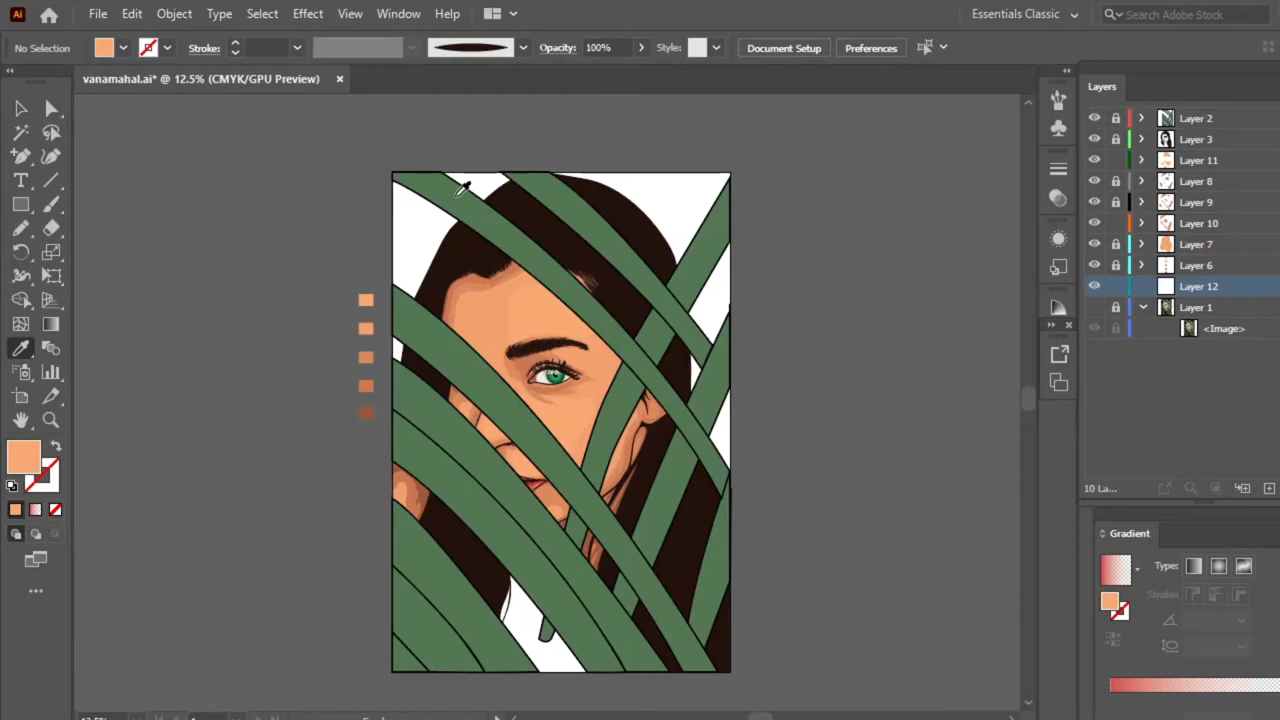 Ai File Edit Object Type Select Effect View Window Help Essentials Classic Search Adobe Stock
No Selection Stroke: Opacity: 100% Style: Document Setup Preferences
vanamahal.ai* @ 12.5% (CMYK/GPU Preview) ×
Layers
Layer 2
Layer 3
Layer 11
Layer 8
Layer 9
Layer 10
Layer 7
Layer 6
Layer 12
Layer 1
<Image>
10 La...
Gradient
Type:
Stroke:
12.5%